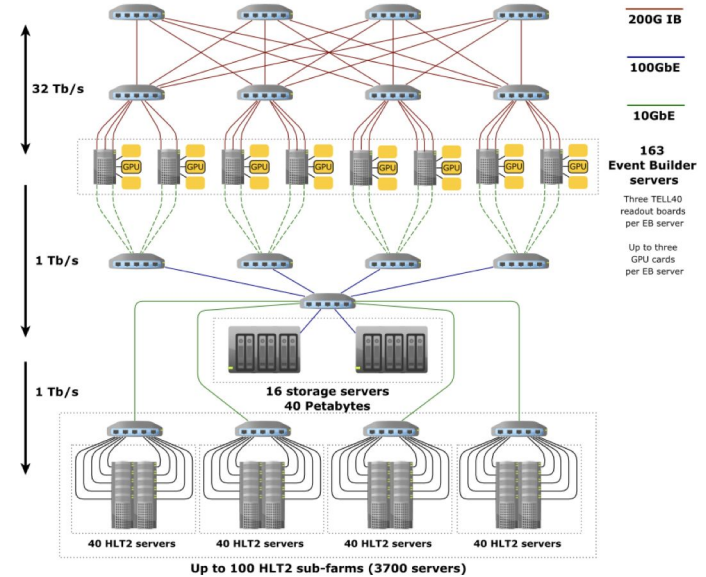 200G IB
32 Tb/s
100GbE
10GbE
GPU
GPU
GPU
GPU
GPU
GPU
GPU
GPU
163
Event Builder
servers
Three TELL40
readout boards
per EB server
Up to three
GPU cards
per EB server
1 Tb/s
16 storage servers
40 Petabytes
1 Tb/s
40 HLT2 servers
40 HLT2 servers
40 HLT2 servers
40 HLT2 servers
Up to 100 HLT2 sub-farms (3700 servers)